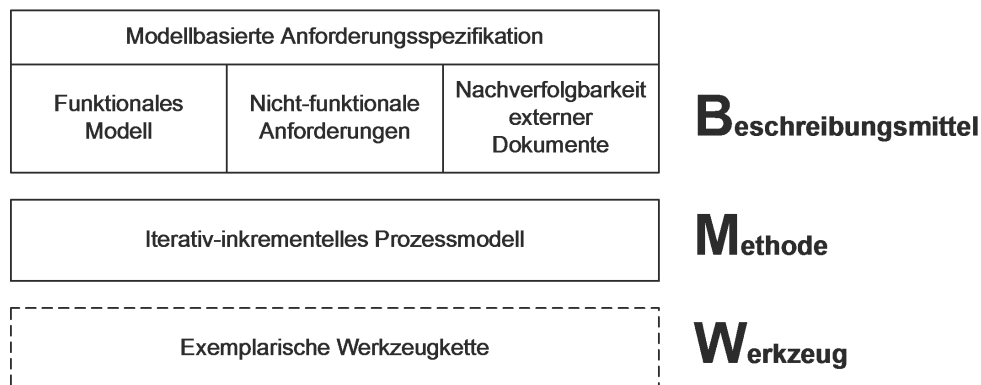 Modellbasierte Anforderungsspezifikation
Funktionales
Modell
Nicht-funktionale
Anforderungen
Nachverfolgbarkeit
externer
Dokumente
Beschreibungsmittel
Iterativ-inkrementelles Prozessmodell
Methode
Exemplarische Werkzeugkette
Werkzeug